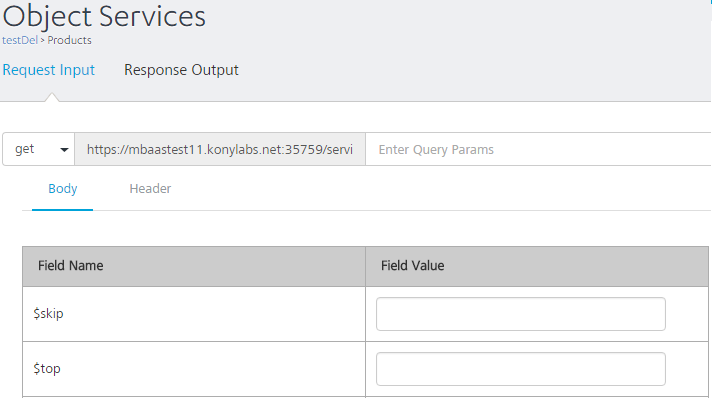 Object Services
testDel > Products
Request Input Response Output
get https://mbaastest11.konylabs.net:35759/servi Enter Query Params
Body Header
Field Name Field Value
$skip
$top